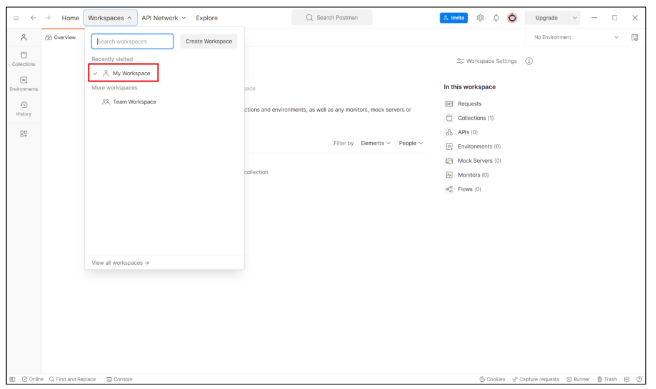 Home Workspaces API Network Explore Search Postman Invite Upgrade
Overview No Environment
Search workspaces Create Workspace
Recently visited
My Workspace
More workspaces
Team Workspace
View all workspaces →
Collections
Environments
History
Workspace Settings
In this workspace
Requests
Collections (1)
APIs (0)
Environments (0)
Mock Servers (0)
Monitors (0)
Flows (0)
ctions and environments, as well as any monitors, mock servers or
Filter by Elements People
collection
Online Find and Replace Console Cookies Capture requests Runner Trash